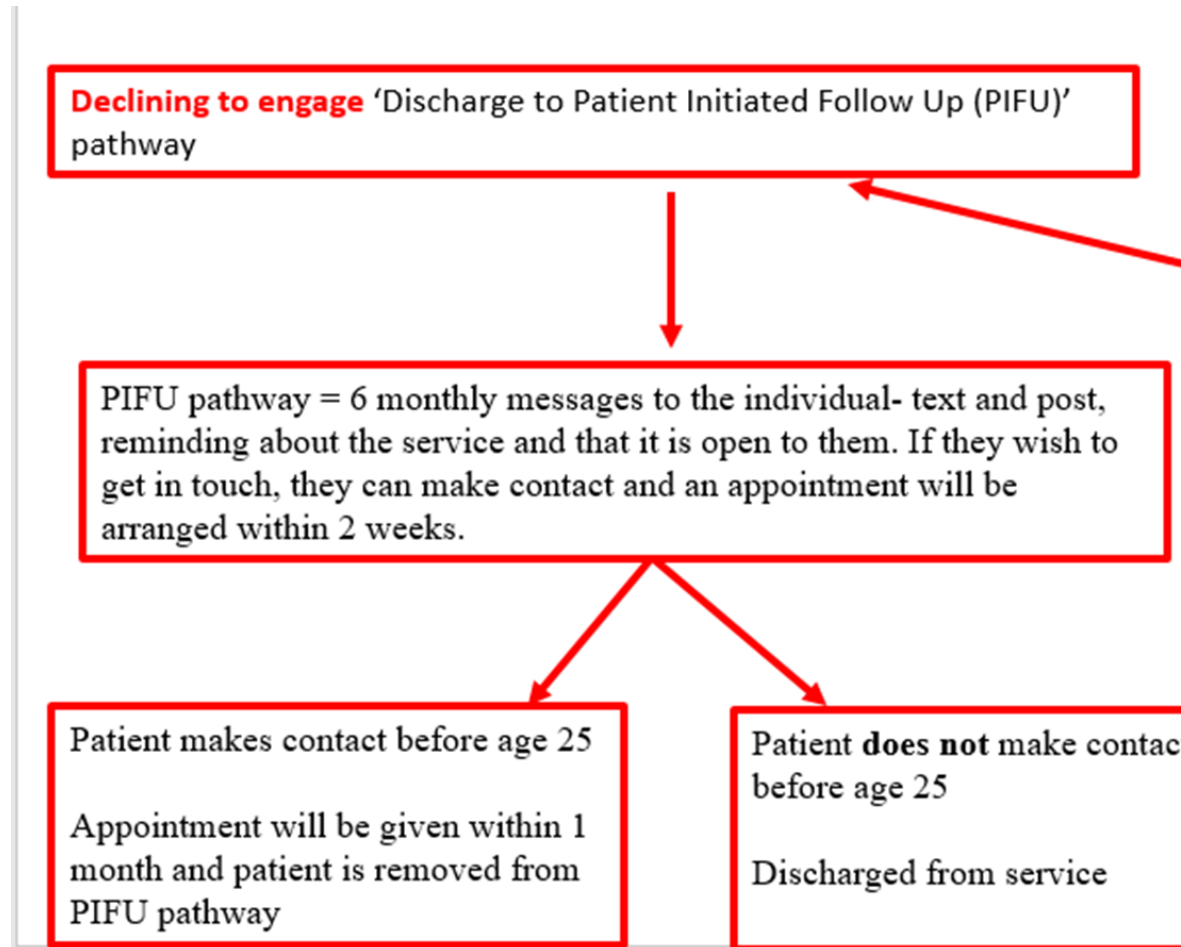 Declining to engage ‘Discharge to Patient Initiated Follow Up (PIFU)’
pathway
PIFU pathway = 6 monthly messages to the individual- text and post,
reminding about the service and that it is open to them. If they wish to
get in touch, they can make contact and an appointment will be
arranged within 2 weeks.
Patient makes contact before age 25
Appointment will be given within 1
month and patient is removed from
PIFU pathway
Patient does not make contac
before age 25
Discharged from service